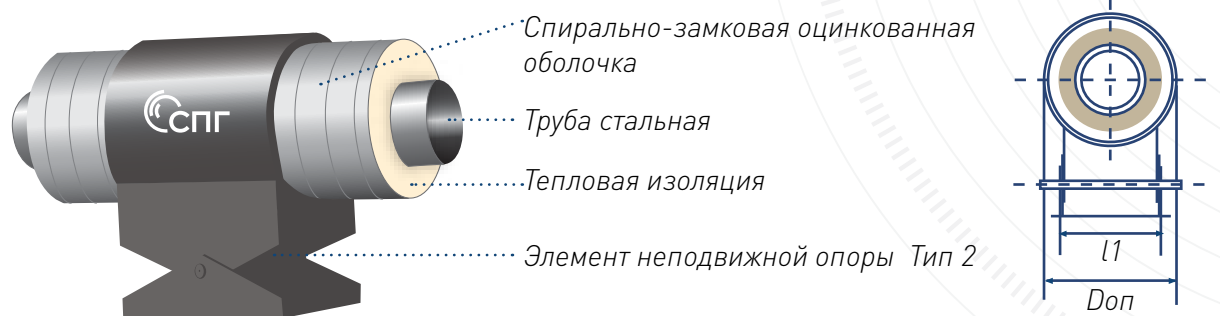 Спирально-замковая оцинкованная
оболочка
СПГ
Труба стальная
Тепловая изоляция
Элемент неподвижной опоры Тип 2
l1
Dоп